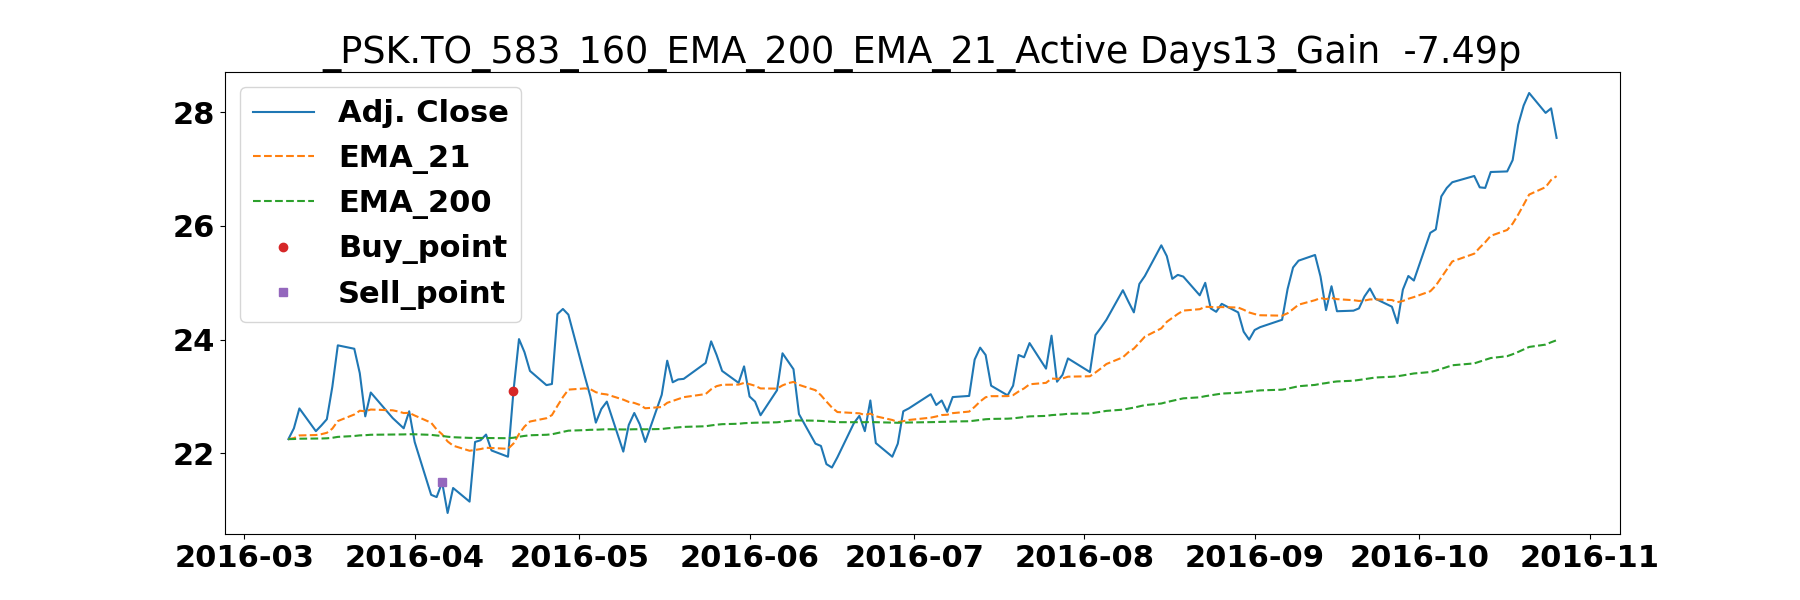 _PSK.TO_583_160_EMA_200_EMA_21_Active Days13_Gain  -7.49p
Adj. Close
EMA_21
EMA_200
Buy_point
Sell_point
28
26
24
22
2016-03 2016-04 2016-05 2016-06 2016-07 2016-08 2016-09 2016-10 2016-11